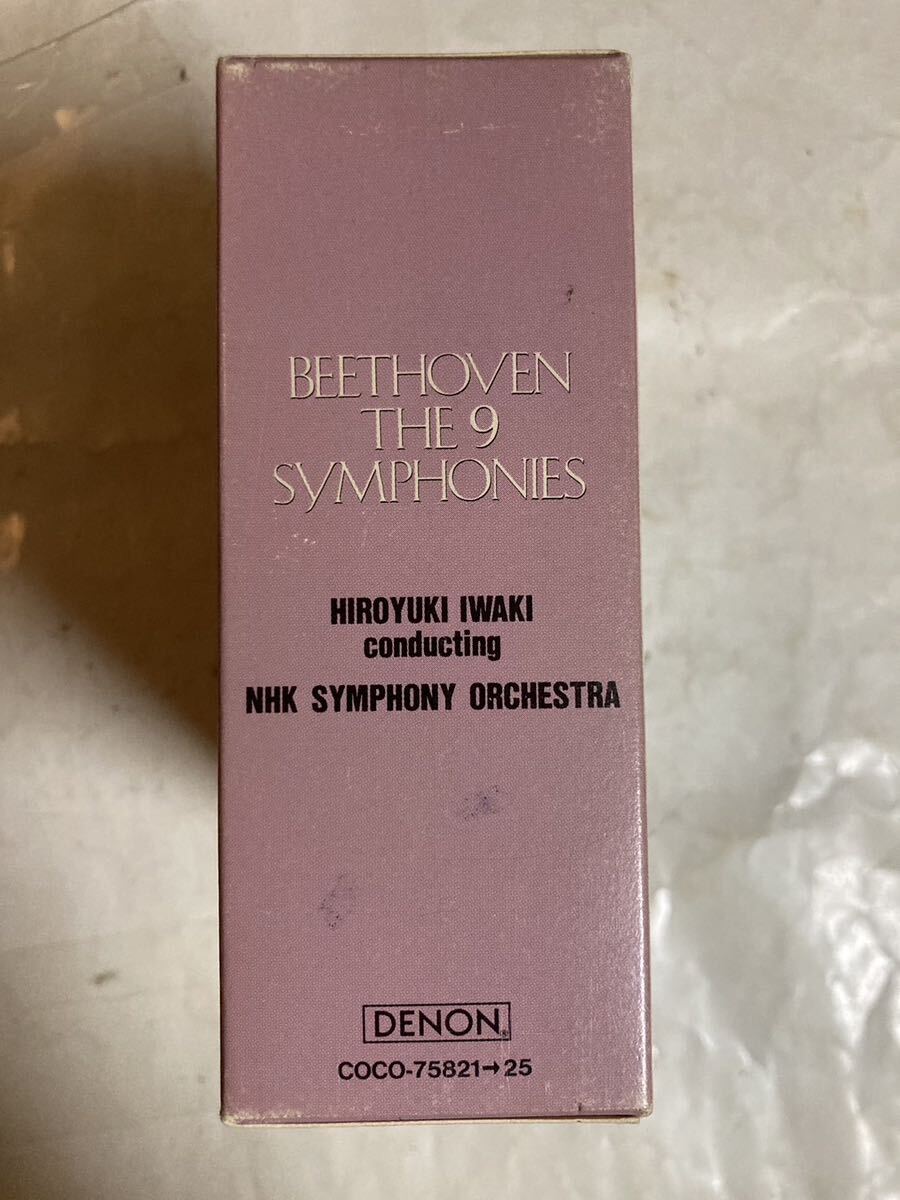 BEETHOVEN
THE 9
SYMPHONIES
HIROYUKI IWAKI
conducting
NHK SYMPHONY ORCHESTRA
DENON®
COCO-75821→25